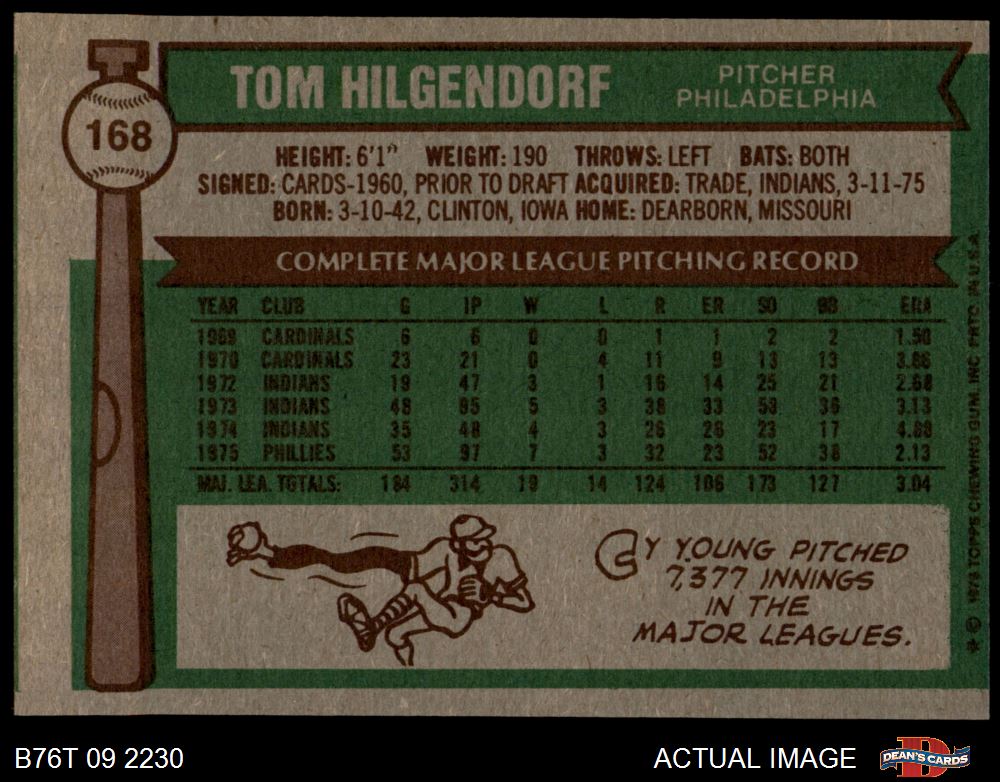 168
TOM HILGENDORF
PITCHER
PHILADELPHIA
HEIGHT: 6'1" WEIGHT: 190 THROWS: LEFT BATS: BOTH
SIGNED: CARDS-1960, PRIOR TO DRAFT ACQUIRED: TRADE, INDIANS, 3-11-75
BORN: 3-10-42, CLINTON, IOWA HOME: DEARBORN, MISSOURI
COMPLETE MAJOR LEAGUE PITCHING RECORD
YEAR CLUB G IP W L R ER SO BB ERA
1969 CARDINALS 6 6 0 0 1 1 2 2 1.50
1970 CARDINALS 23 21 0 4 11 9 13 13 3.86
1972 INDIANS 19 47 3 1 16 14 25 21 2.68
1973 INDIANS 48 95 5 3 38 33 58 36 3.13
1974 INDIANS 35 48 4 3 26 26 23 17 4.88
1975 PHILLIES 53 97 7 3 32 23 52 38 2.13
MAJ. LEA. TOTALS: 184 314 19 14 124 106 173 127 3.04
CY YOUNG PITCHED
7,377 INNINGS
IN THE
MAJOR LEAGUES.
* © 1976 TOPPS CHEWING GUM, INC. PRTD. IN U.S.A.
B76T 09 2230
ACTUAL IMAGE
D
DEAN'S CARDS